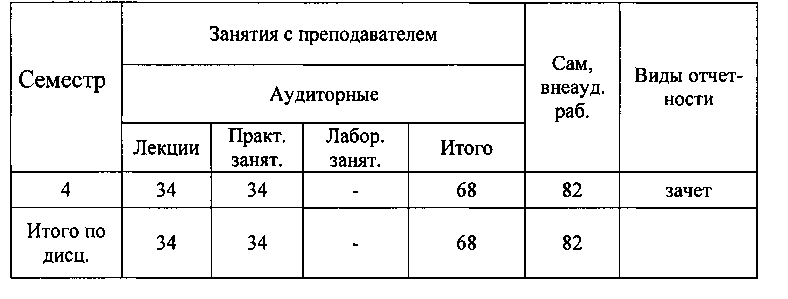 Занятия с преподавателем
Семестр
Аудиторные
Сам,
внеауд.
раб.
Виды отчет-
ности
Лекции
Практ.
занят.
Лабор.
занят.
Итого
4 34 34 - 68 82 зачет
Итого по
дисц.
34 34 - 68 82